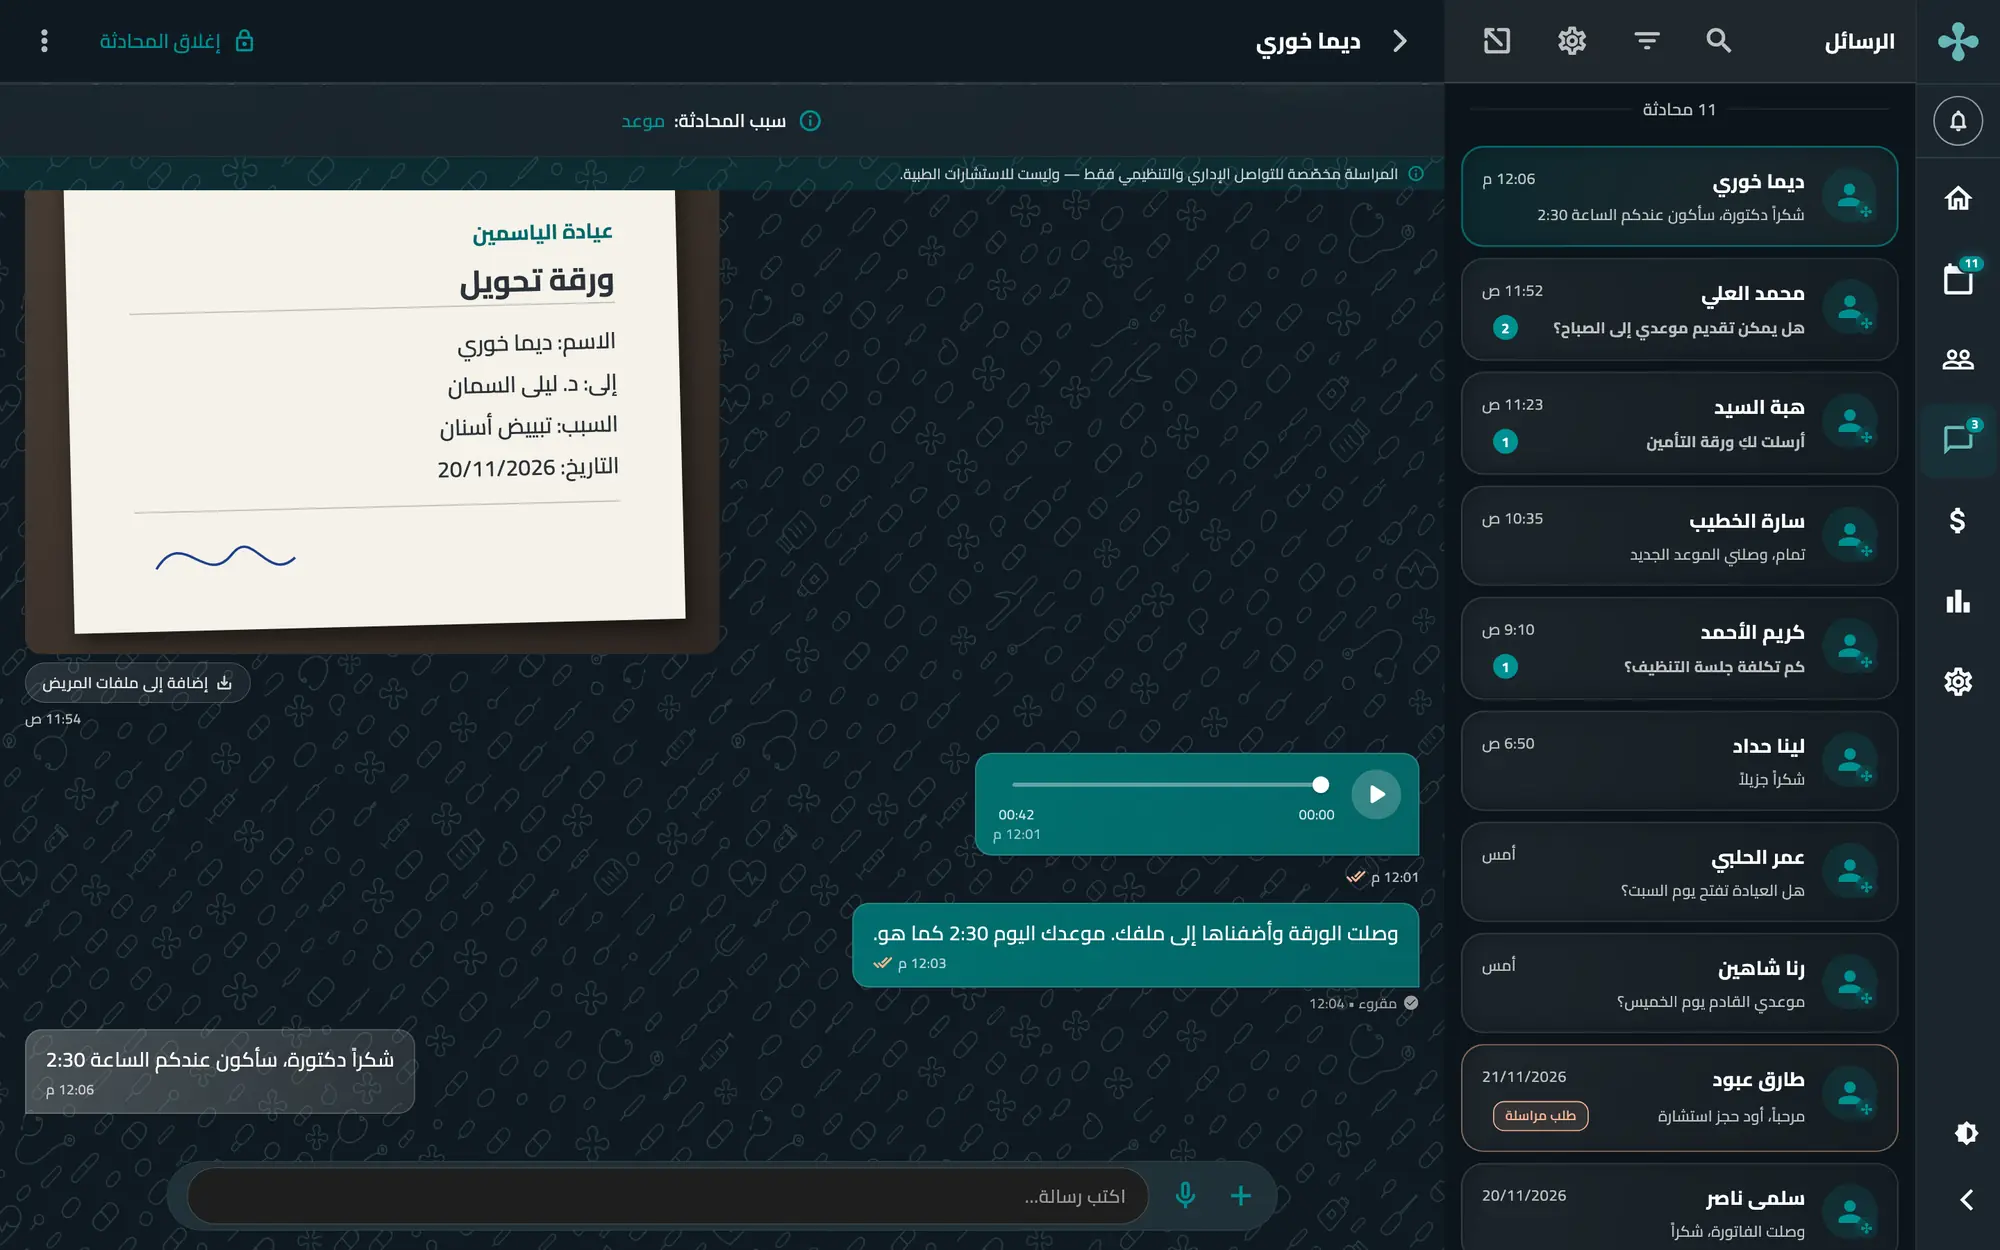 الرسائل
11 محادثة
ديما خوري
12:06 م
شكراً دكتورة، سأكون عندكم الساعة 2:30
محمد العلي
11:52 ص
هل يمكن تقديم موعدي إلى الصباح؟
2
هبة السيد
11:23 ص
أرسلت لكِ ورقة التأمين
1
سارة الخطيب
10:35 ص
تمام، وصلني الموعد الجديد
كريم الأحمد
9:10 ص
كم تكلفة جلسة التنظيف؟
1
لينا حداد
6:50 ص
شكراً جزيلاً
عمر الحلبي
أمس
هل العيادة تفتح يوم السبت؟
رنا شاهين
أمس
موعدي القادم يوم الخميس؟
طارق عبود
21/11/2026
مرحباً، أود حجز استشارة
طلب مراسلة
سلمى ناصر
20/11/2026
وصلت الفاتورة، شكراً
11
3
ديما خوري
إغلاق المحادثة
سبب المحادثة: موعد
المراسلة مخصّصة للتواصل الإداري والتنظيمي فقط — وليست للاستشارات الطبية.
عيادة الياسمين
ورقة تحويل
الاسم: ديما خوري
إلى: د. ليلى السمان
السبب: تبييض أسنان
التاريخ: 20/11/2026
إضافة إلى ملفات المريض
11:54 ص
00:00
00:42
12:01 م
12:01 م
وصلت الورقة وأضفناها إلى ملفك. موعدك اليوم 2:30 كما هو.
12:03 م
مقروء • 12:04
شكراً دكتورة، سأكون عندكم الساعة 2:30
12:06 م
اكتب رسالة...